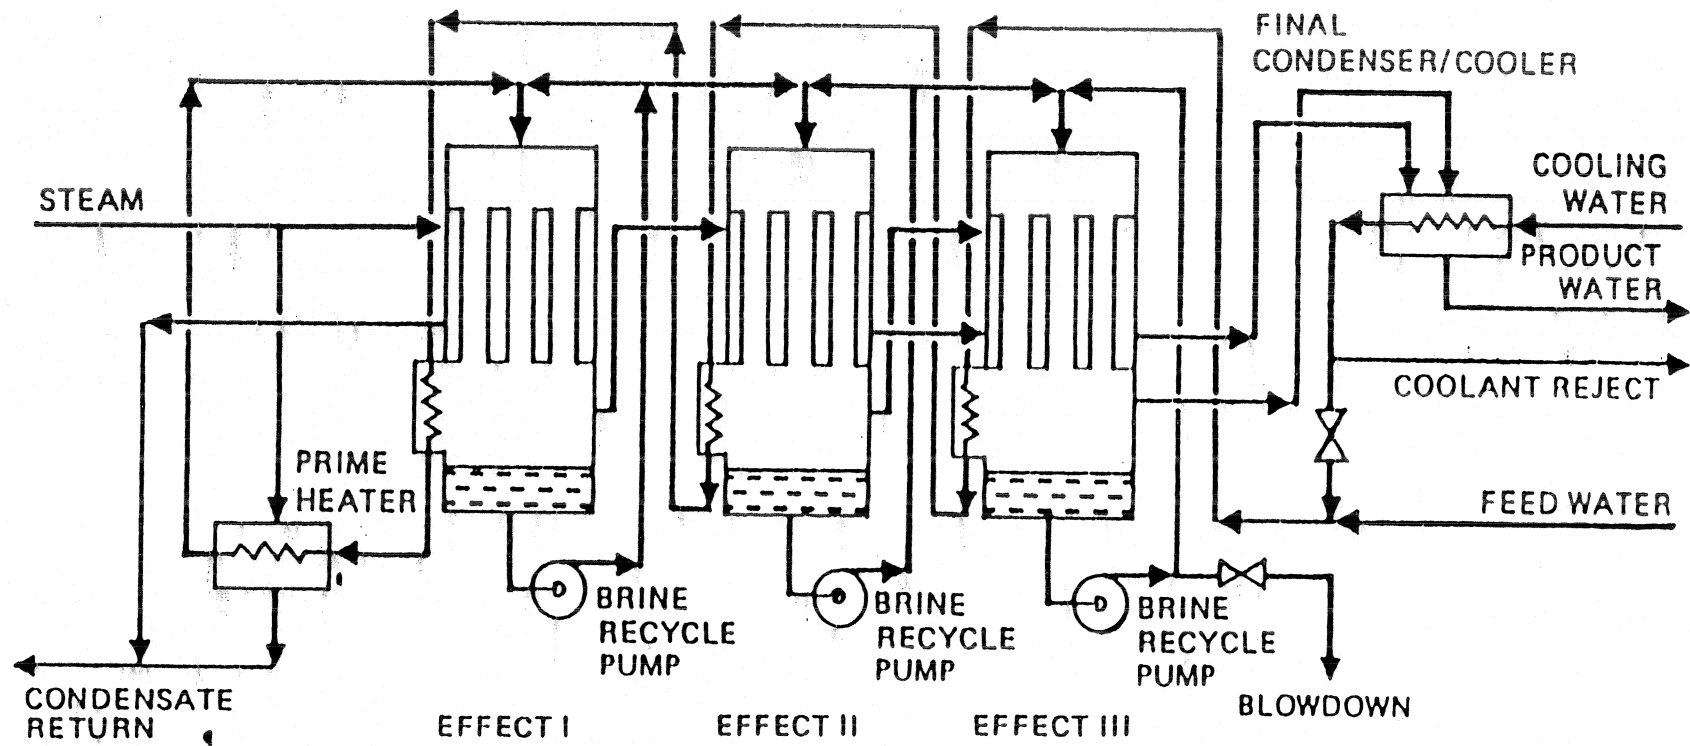 FINAL
CONDENSER/COOLER
STEAM
COOLING
WATER
PRODUCT
WATER
COOLANT REJECT
PRIME
HEATER
FEED WATER
BRINE
RECYCLE
PUMP
BRINE
RECYCLE
PUMP
BRINE
RECYCLE
PUMP
CONDENSATE
RETURN
BLOWDOWN
EFFECT I
EFFECT II
EFFECT III